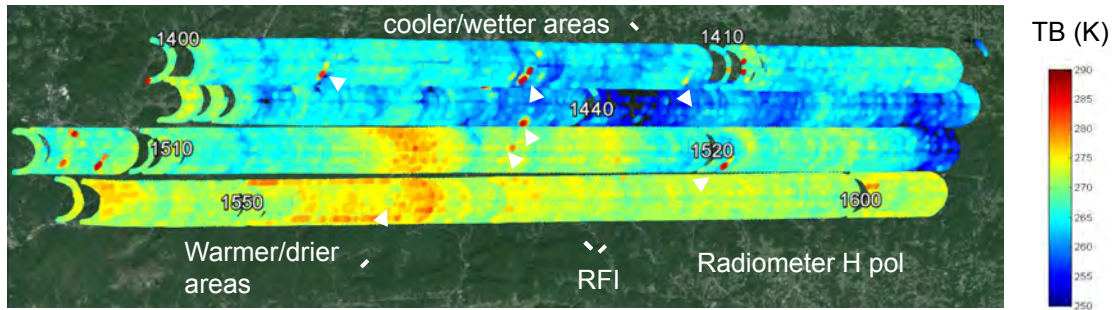 cooler/wetter areas
TB (K)
1400
1410
290
285
280
275
270
265
260
255
250
1440
1510
1520
1550
1600
Warmer/drier
areas
RFI
Radiometer H pol